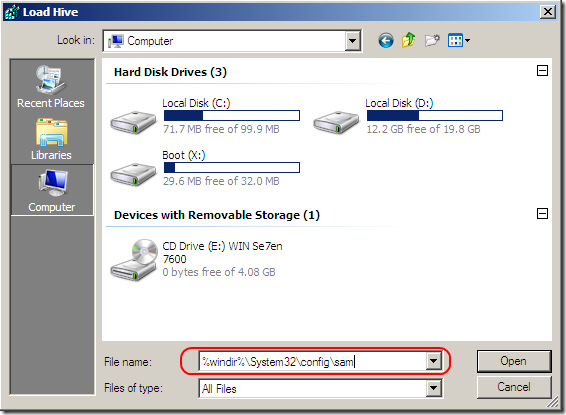 Load Hive
Look in:
Computer
Recent Places
Libraries
Computer
Hard Disk Drives (3)
Local Disk (C:)
71.7 MB free of 99.9 MB
Local Disk (D:)
12.2 GB free of 19.8 GB
Boot (X:)
29.6 MB free of 32.0 MB
Devices with Removable Storage (1)
CD Drive (E:) WIN Se7en
7600
0 bytes free of 4.08 GB
File name:
%windir%\System32\config\sam
Open
Files of type:
All Files
Cancel